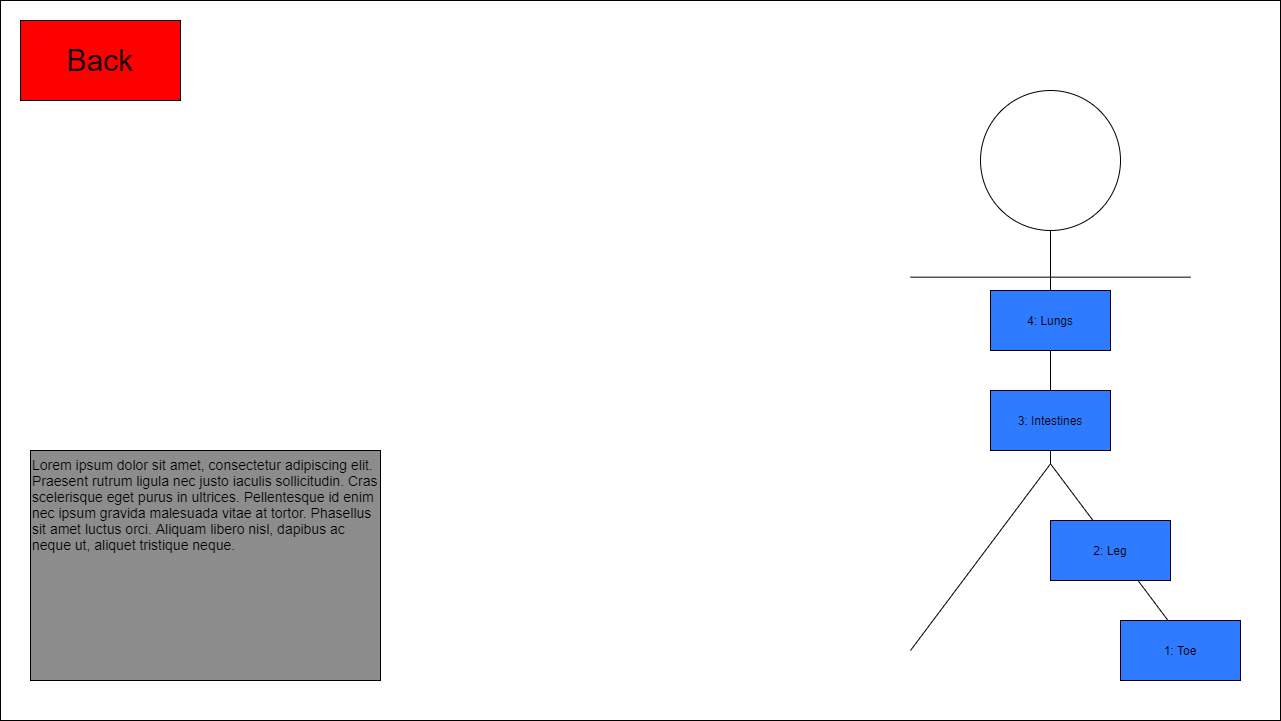 Back
4: Lungs
3: Intestines
Lorem ipsum dolor sit amet, consectetur adipiscing elit.
Praesent rutrum ligula nec justo iaculis sollicitudin. Cras
scelerisque eget purus in ultrices. Pellentesque id enim
nec ipsum gravida malesuada vitae at tortor. Phasellus
sit amet luctus orci. Aliquam libero nisl, dapibus ac
neque ut, aliquet tristique neque.
2: Leg
1: Toe